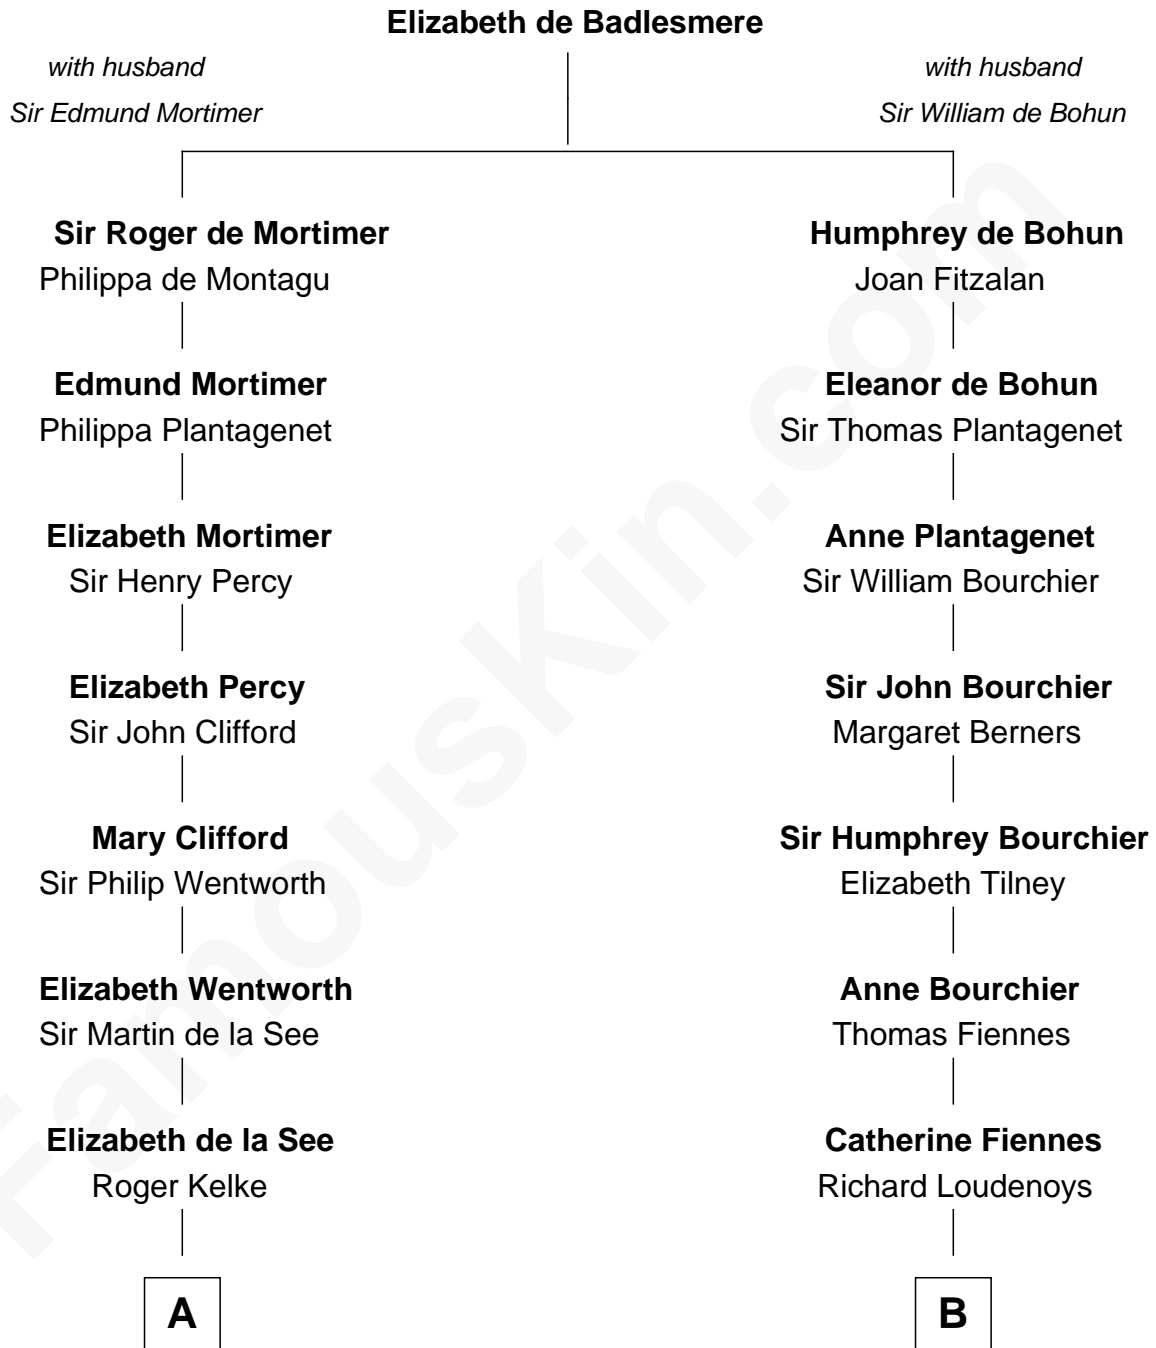 Elizabeth de Badlesmere
with husband
Sir Edmund Mortimer
with husband
Sir William de Bohun
Sir Roger de Mortimer
Philippa de Montagu
Humphrey de Bohun
Joan Fitzalan
Edmund Mortimer
Philippa Plantagenet
Eleanor de Bohun
Sir Thomas Plantagenet
Elizabeth Mortimer
Sir Henry Percy
Anne Plantagenet
Sir William Bourchier
Elizabeth Percy
Sir John Clifford
Sir John Bourchier
Margaret Berners
Mary Clifford
Sir Philip Wentworth
Sir Humphrey Bourchier
Elizabeth Tilney
Elizabeth Wentworth
Sir Martin de la See
Anne Bourchier
Thomas Fiennes
Elizabeth de la See
Roger Kelke
Catherine Fiennes
Richard Loudenoys
A
B
FamousKin.com